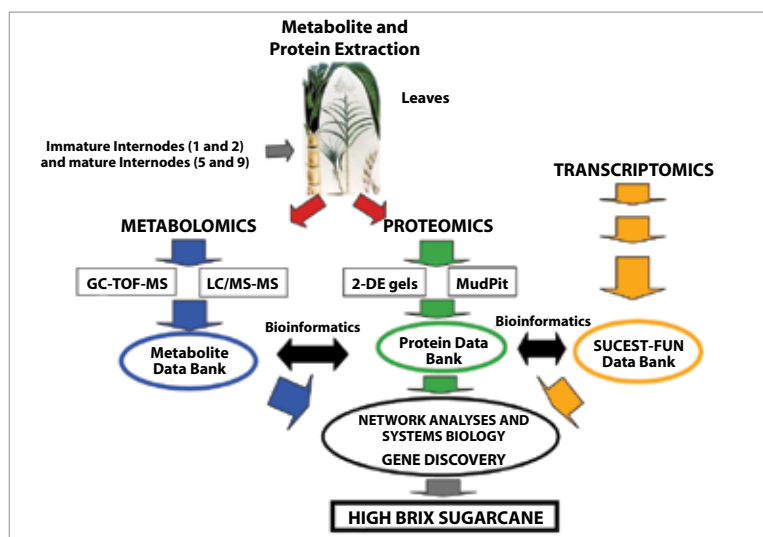 Metabolite and
Protein Extraction
Leaves
Immature Internodes (1 and 2)
and mature Internodes (5 and 9)
TRANSCRIPTOMICS
METABOLOMICS
PROTEOMICS
GC-TOF-MS
LC/MS-MS
2-DE gels
MudPit
Bioinformatics
Bioinformatics
Metabolite
Data Bank
Protein Data
Bank
SUCEST-FUN
Data Bank
NETWORK ANALYSES AND
SYSTEMS BIOLOGY
GENE DISCOVERY
HIGH BRIX SUGARCANE